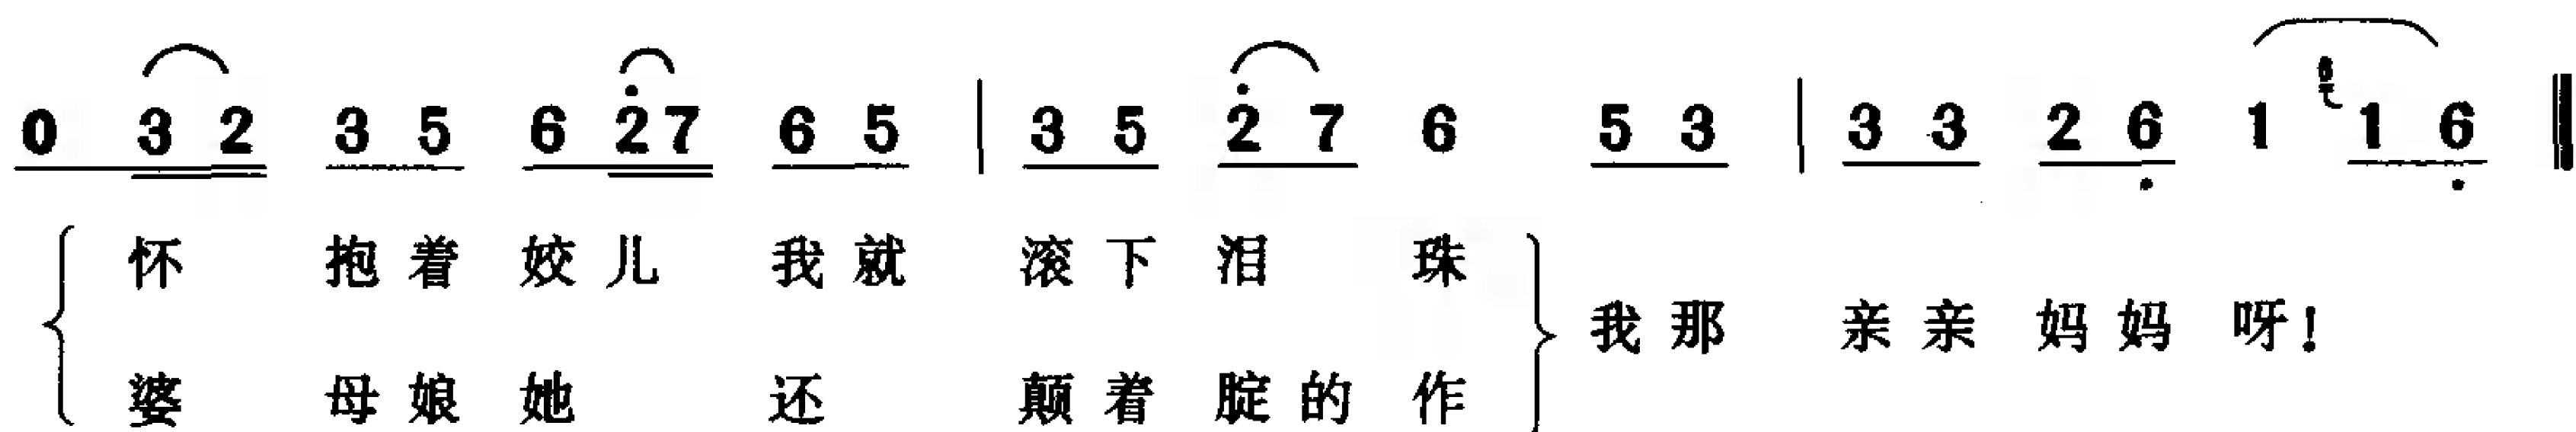 0 3 2 3 5 6 2 7 6 5 | 3 5 2 7 6 5 3 | 3 3 2 6 1 6 1 6
怀 抱着 姣儿 我就 滚下 泪 珠
我那 亲亲 妈妈 呀!
婆 母娘 她 还 颠着 腚的 作